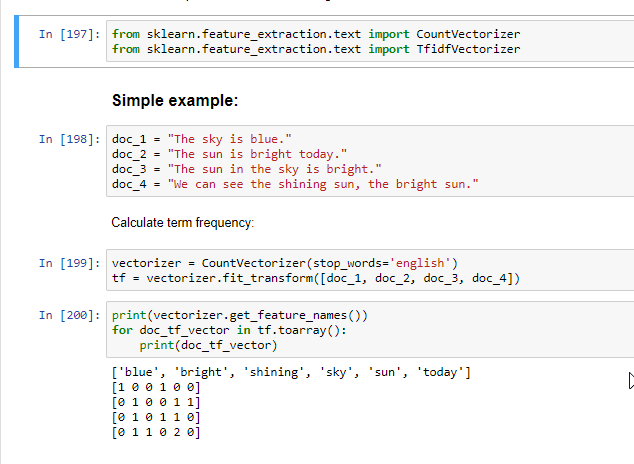 In [197]: from sklearn.feature_extraction.text import CountVectorizer
from sklearn.feature_extraction.text import TfidfVectorizer
Simple example:
In [198]: doc_1 = "The sky is blue."
doc_2 = "The sun is bright today."
doc_3 = "The sun in the sky is bright."
doc_4 = "We can see the shining sun, the bright sun."
Calculate term frequency:
In [199]: vectorizer = CountVectorizer(stop_words='english')
tf = vectorizer.fit_transform([doc_1, doc_2, doc_3, doc_4])
In [200]: print(vectorizer.get_feature_names())
for doc_tf_vector in tf.toarray():
    print(doc_tf_vector)
['blue', 'bright', 'shining', 'sky', 'sun', 'today']
[1 0 0 1 0 0]
[0 1 0 0 1 1]
[0 1 0 1 1 0]
[0 1 1 0 2 0]